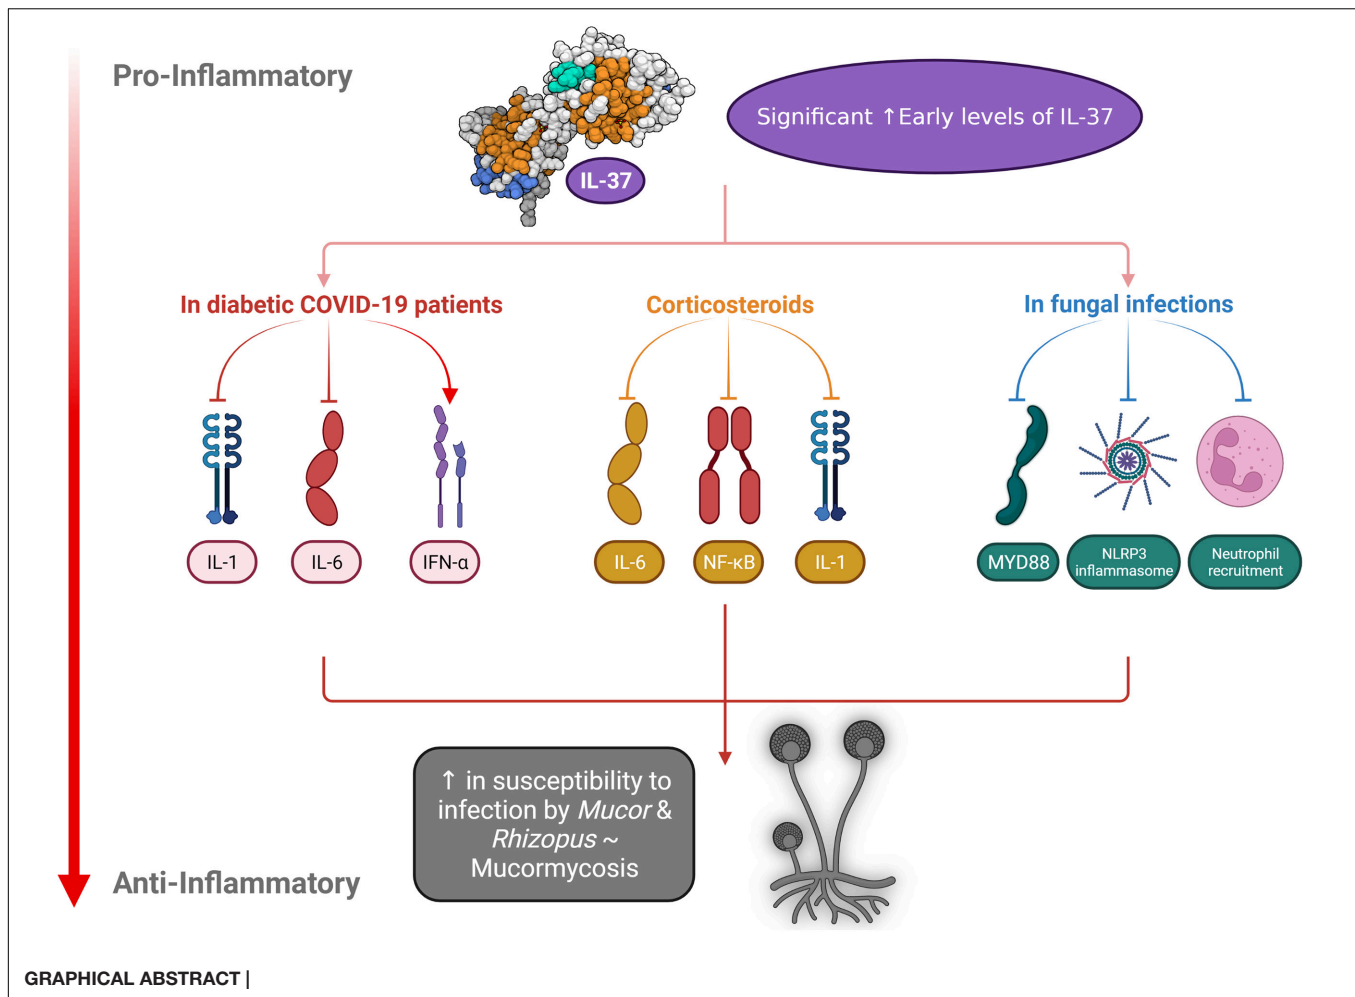 Pro-Inflammatory
IL-37
Significant ↑Early levels of IL-37
In diabetic COVID-19 patients
Corticosteroids
In fungal infections
IL-1
IL-6
IFN-α
IL-6
NF-κB
IL-1
MYD88
NLRP3
inflammasome
Neutrophil
recruitment
↑ in susceptibility to
infection by Mucor &
Rhizopus ~
Mucormycosis
Anti-Inflammatory
GRAPHICAL ABSTRACT |